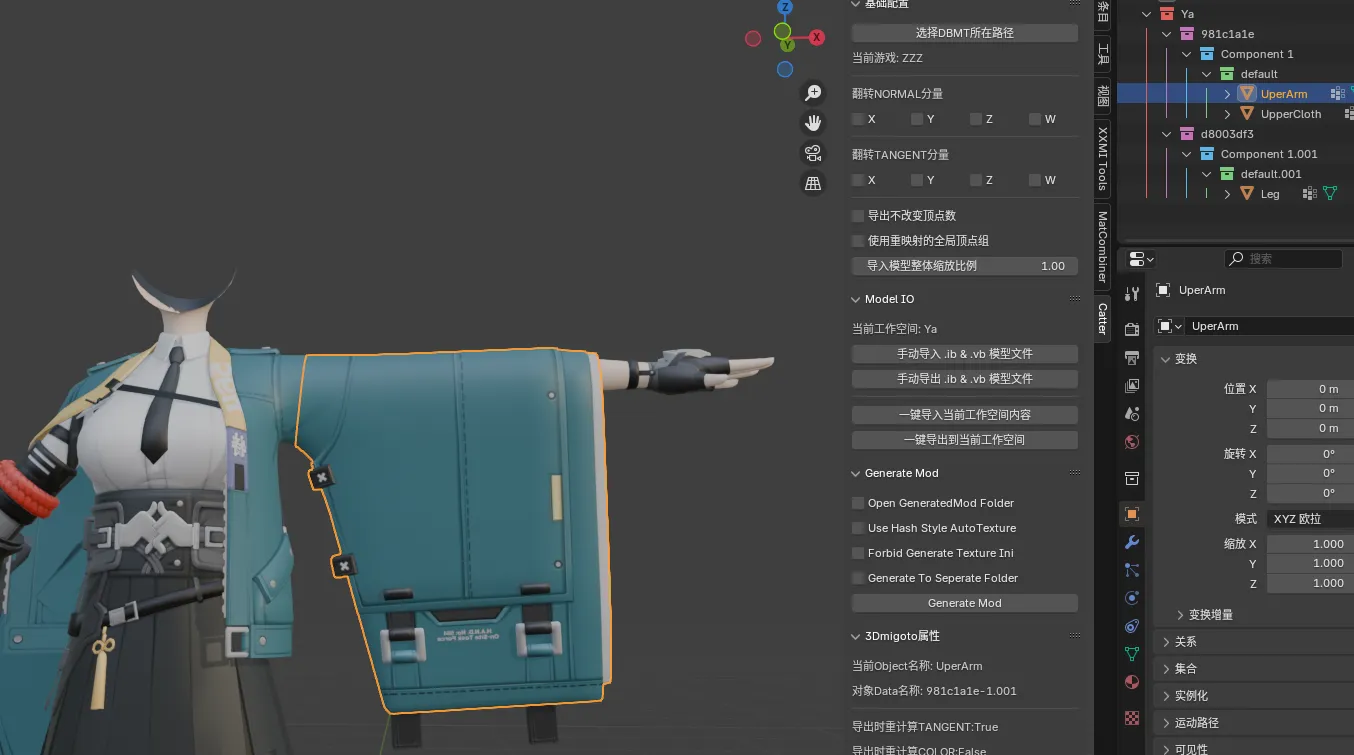 Z
X
Y
基础配置
选择DBMT所在路径
当前游戏: ZZZ
翻转NORMAL分量
X Y Z W
翻转TANGENT分量
X Y Z W
导出不改变顶点数
使用重映射的全局顶点组
导入模型整体缩放比例 1.00
Model IO
当前工作空间: Ya
手动导入 .ib & .vb 模型文件
手动导出 .ib & .vb 模型文件
一键导入当前工作空间内容
一键导出到当前工作空间
Generate Mod
Open GeneratedMod Folder
Use Hash Style AutoTexture
Forbid Generate Texture Ini
Generate To Seperate Folder
Generate Mod
3Dmigoto属性
当前Object名称: UperArm
对象Data名称: 981c1a1e-1.001
导出时重计算TANGENT:True
导出时重计算COLOR:False
条目
工具
视图
XXMI Tools
MatCombiner
Catter
Ya
981c1a1e
Component 1
default
UperArm
UpperCloth
d8003df3
Component 1.001
default.001
Leg
搜索
UperArm
UperArm
变换
位置 X 0 m
Y 0 m
Z 0 m
旋转 X 0°
Y 0°
Z 0°
模式 XYZ 欧拉
缩放 X 1.000
Y 1.000
Z 1.000
变换增量
关系
集合
实例化
运动路径
可见性